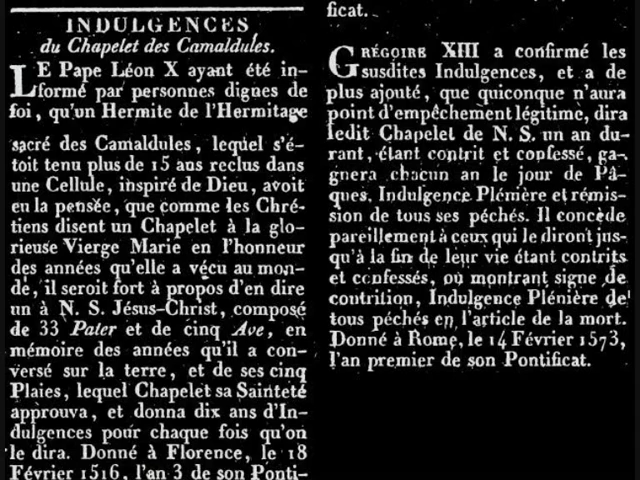 INDULGENCES
du Chapelet des Camaldules.
LE Pape Léon X ayant été in-
formé par personnes dignes de
foi, qu'un Hermite de l'Hermitage
sacré des Camaldules, lequel s'é-
toit tenu plus de 15 ans reclus dans
une Cellule, inspiré de Dieu, avoit
eu la pensée, que comme les Chré-
tiens disent un Chapelet à la glo-
rieuse Vierge Marie en l'honneur
des années qu'elle a vécu au mon-
de, il seroit fort à propos d'en dire
un à N. S. Jésus-Christ, composé
de 33 Pater et de cinq Ave, en
mémoire des années qu'il a con-
versé sur la terre, et de ses cinq
Plaies, lequel Chapelet sa Sainteté
approuva, et donna dix ans d'In-
dulgences pour chaque fois qu'on
le dira. Donné à Florence, le 18
Février 1516, l'an 3 de son Ponti-
ficat.
GRÉGOIRE XIII a confirmé les
susdites Indulgences, et a de
plus ajouté, que quiconque n'aura
point d'empêchement légitime, dira
ledit Chapelet de N. S. un an du-
rant, étant contrit et confessé, ga-
gnera chacun an le jour de Pâ-
ques, Indulgence Plénière et rémis-
sion de tous ses péchés. Il concède
pareillement à ceux qui le diront jus-
qu'à la fin de leur vie étant contrits
et confessés, ou montrant signe de
contrition, Indulgence Plénière de
tous péchés en l'article de la mort.
Donné à Rome, le 14 Février 1573,
l'an premier de son Pontificat.